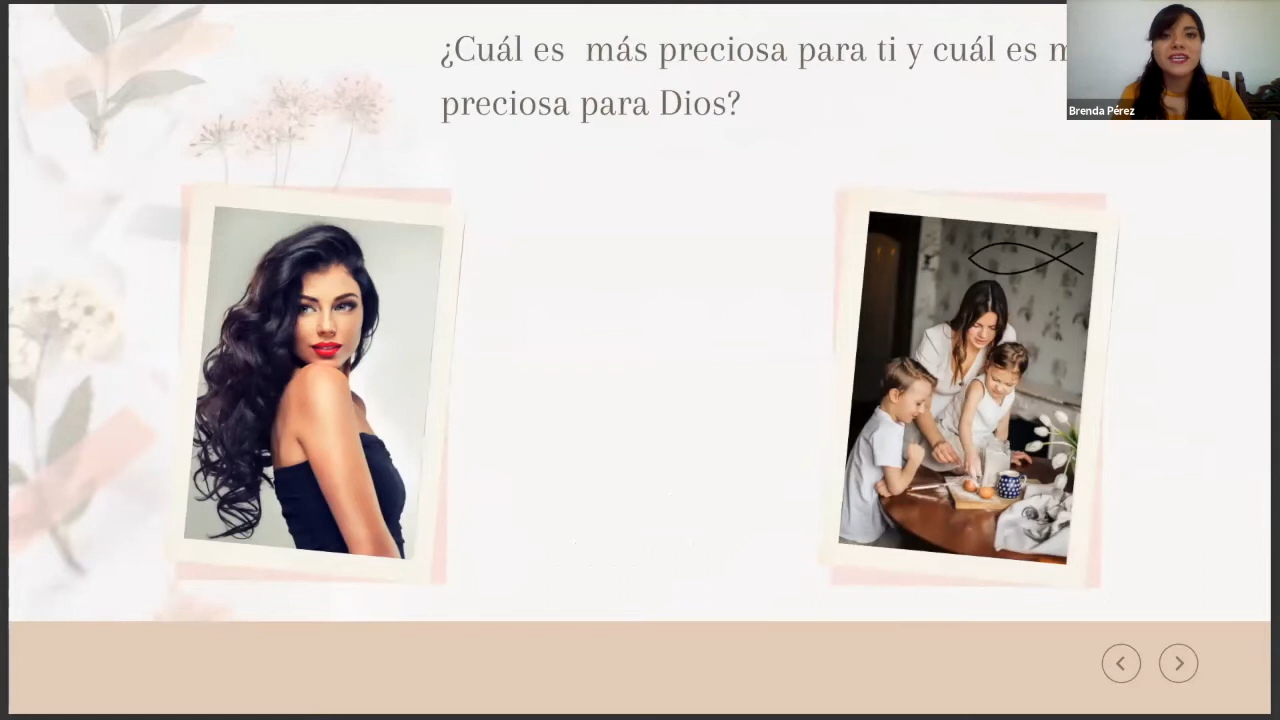 ¿Cuál es más preciosa para ti y cuál es
preciosa para Dios?
Brenda Pérez